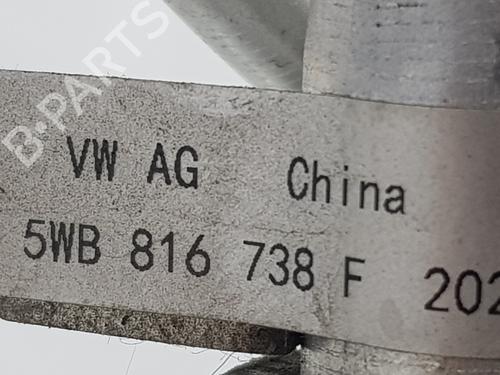 B-PARTS
VW AG China
5WB 816 738 F 202